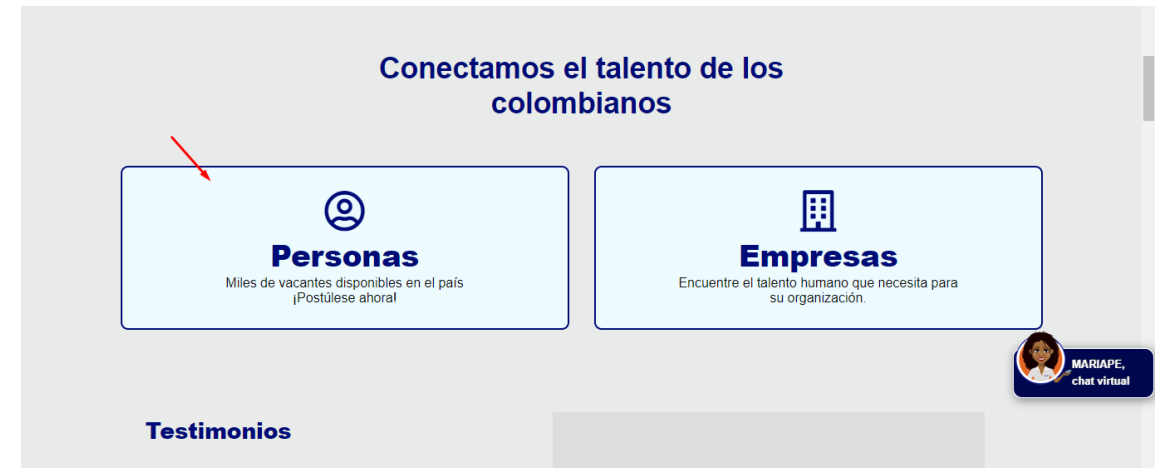 Conectamos el talento de los
colombianos
Personas
Miles de vacantes disponibles en el país
¡Postúlese ahora!
Empresas
Encuentre el talento humano que necesita para
su organización.
MARIAPE,
chat virtual
Testimonios